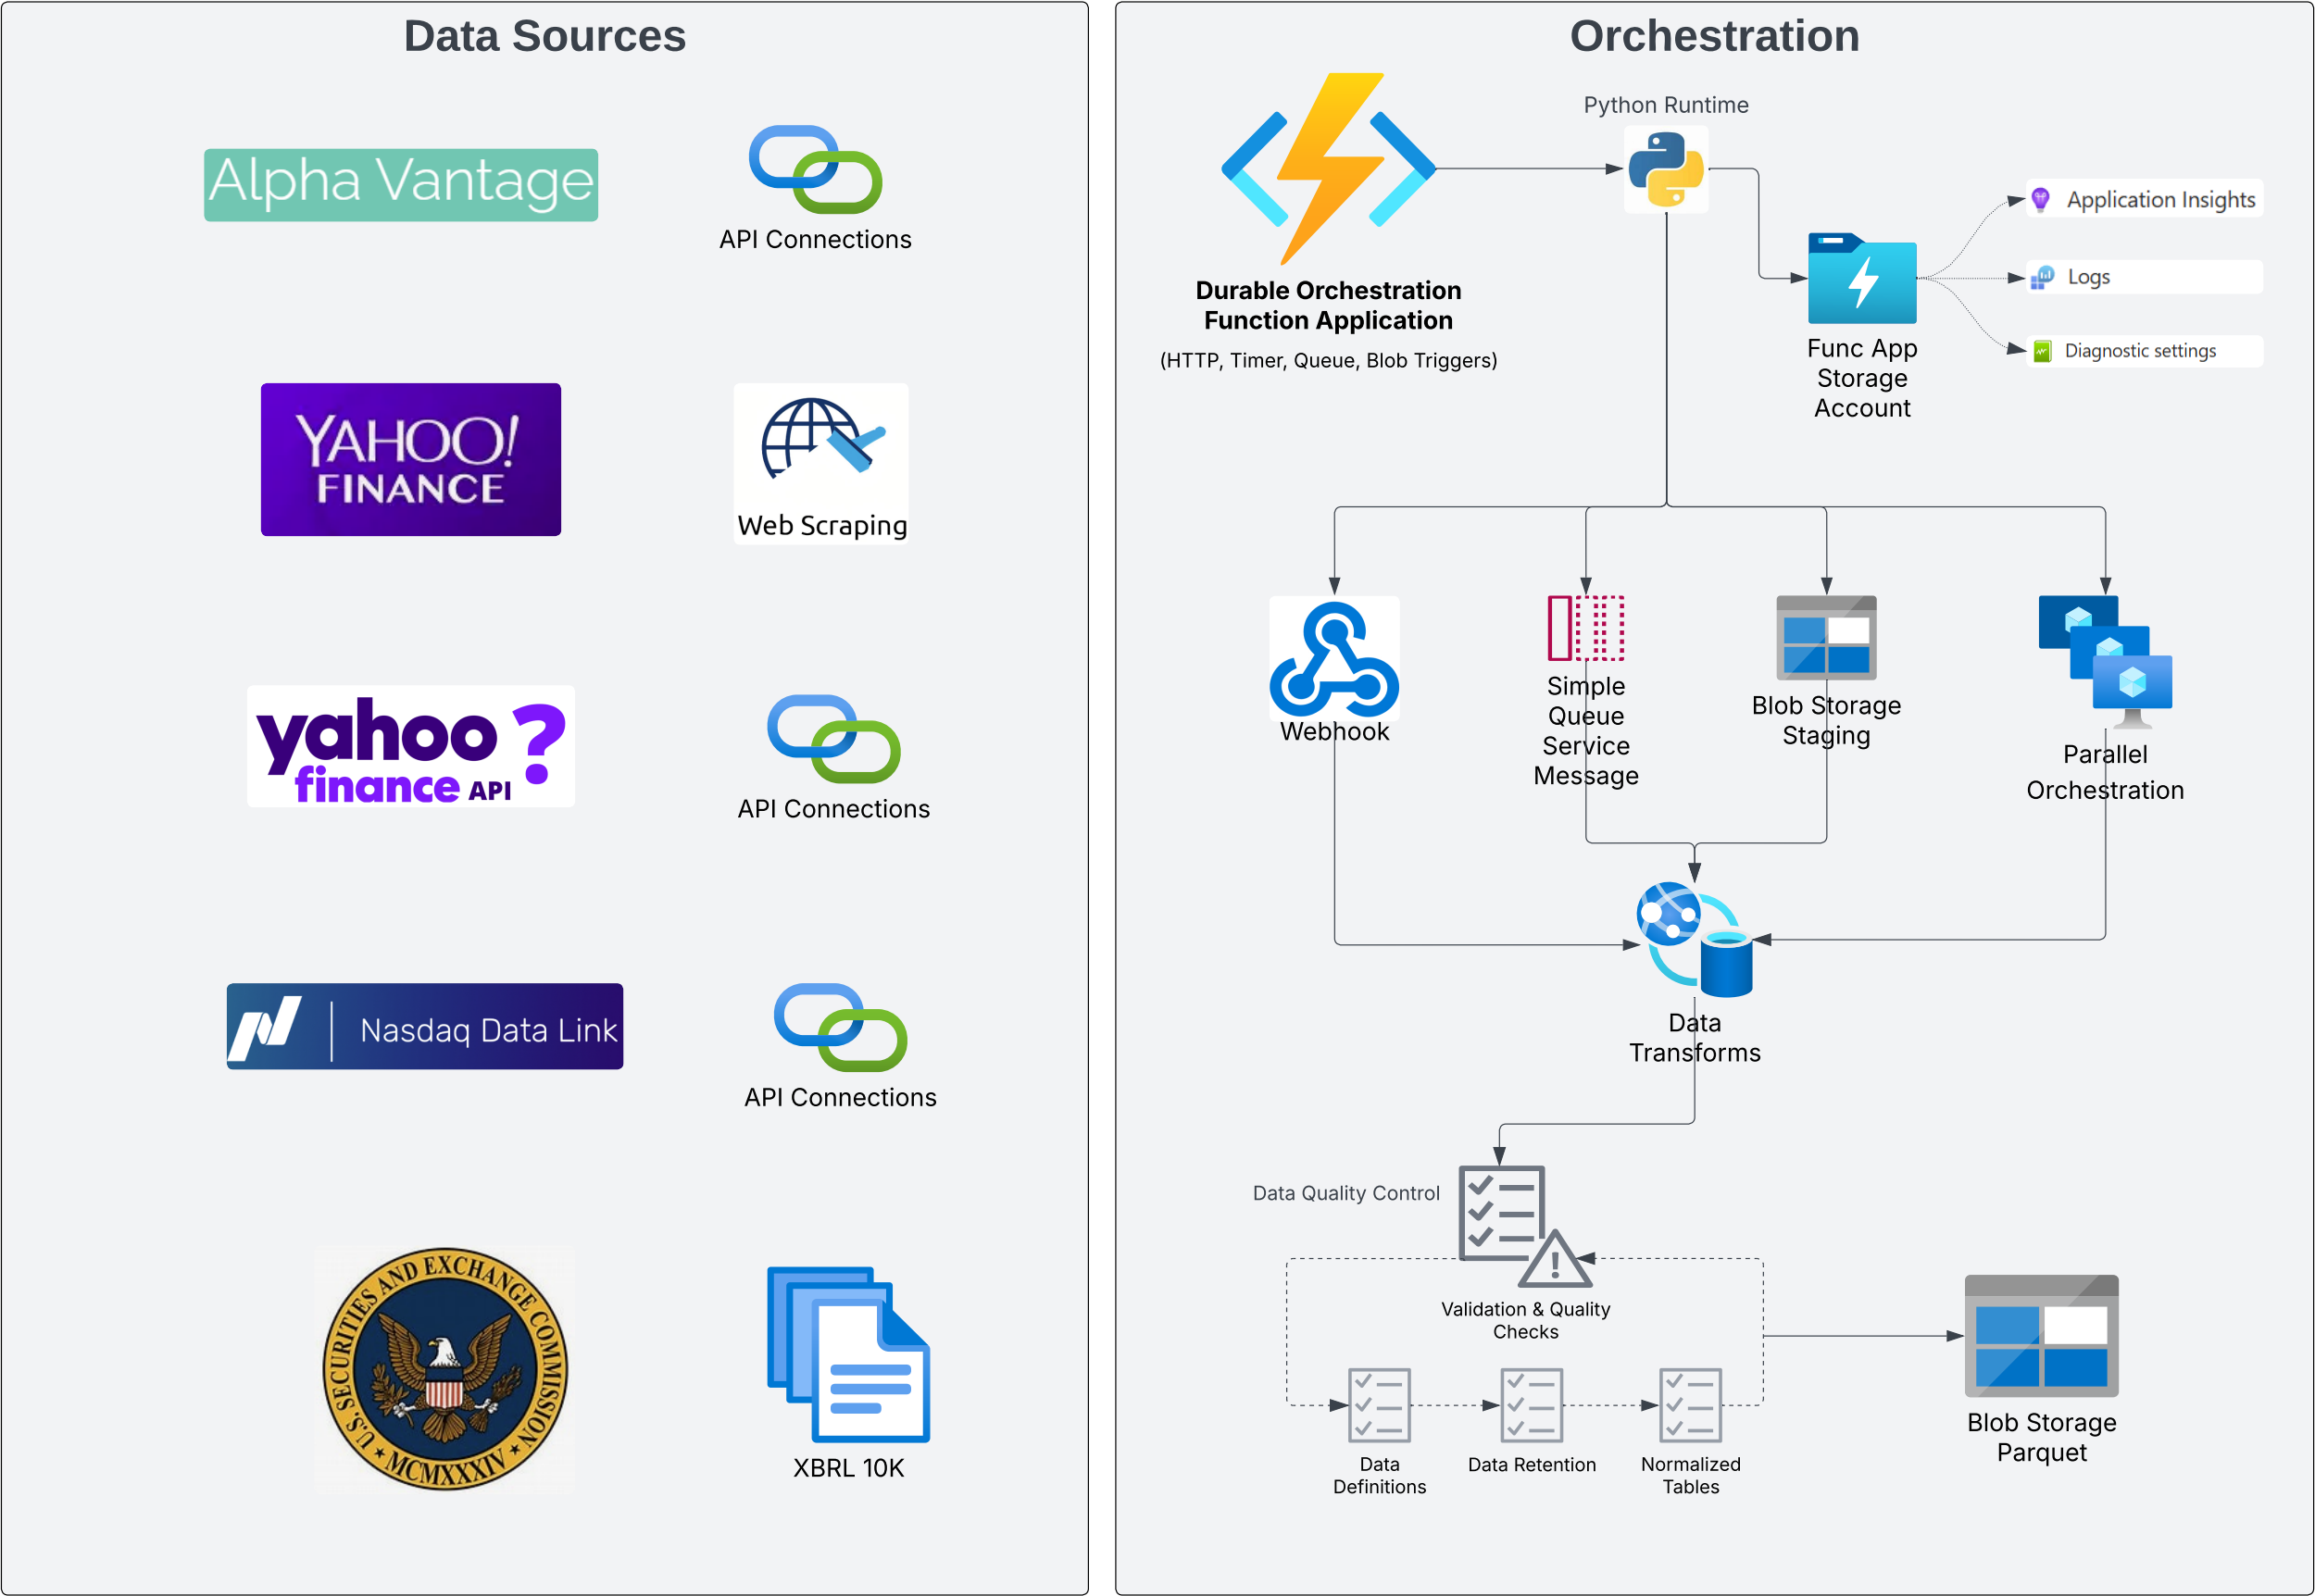 Data Sources
Alpha Vantage
API Connections
YAHOO!
FINANCE
Web Scraping
yahoo
finance API
?
API Connections
Nasdaq Data Link
API Connections
U.S. SECURITIES AND EXCHANGE COMMISSION
MCMXXXIV
XBRL 10K
Orchestration
Python Runtime
Durable Orchestration
Function Application
(HTTP, Timer, Queue, Blob Triggers)
Func App
Storage
Account
Application Insights
Logs
Diagnostic settings
Webhook
Simple
Queue
Service
Message
Blob Storage
Staging
Parallel
Orchestration
Data
Transforms
Data Quality Control
Validation & Quality
Checks
Data
Definitions
Data Retention
Normalized
Tables
Blob Storage
Parquet